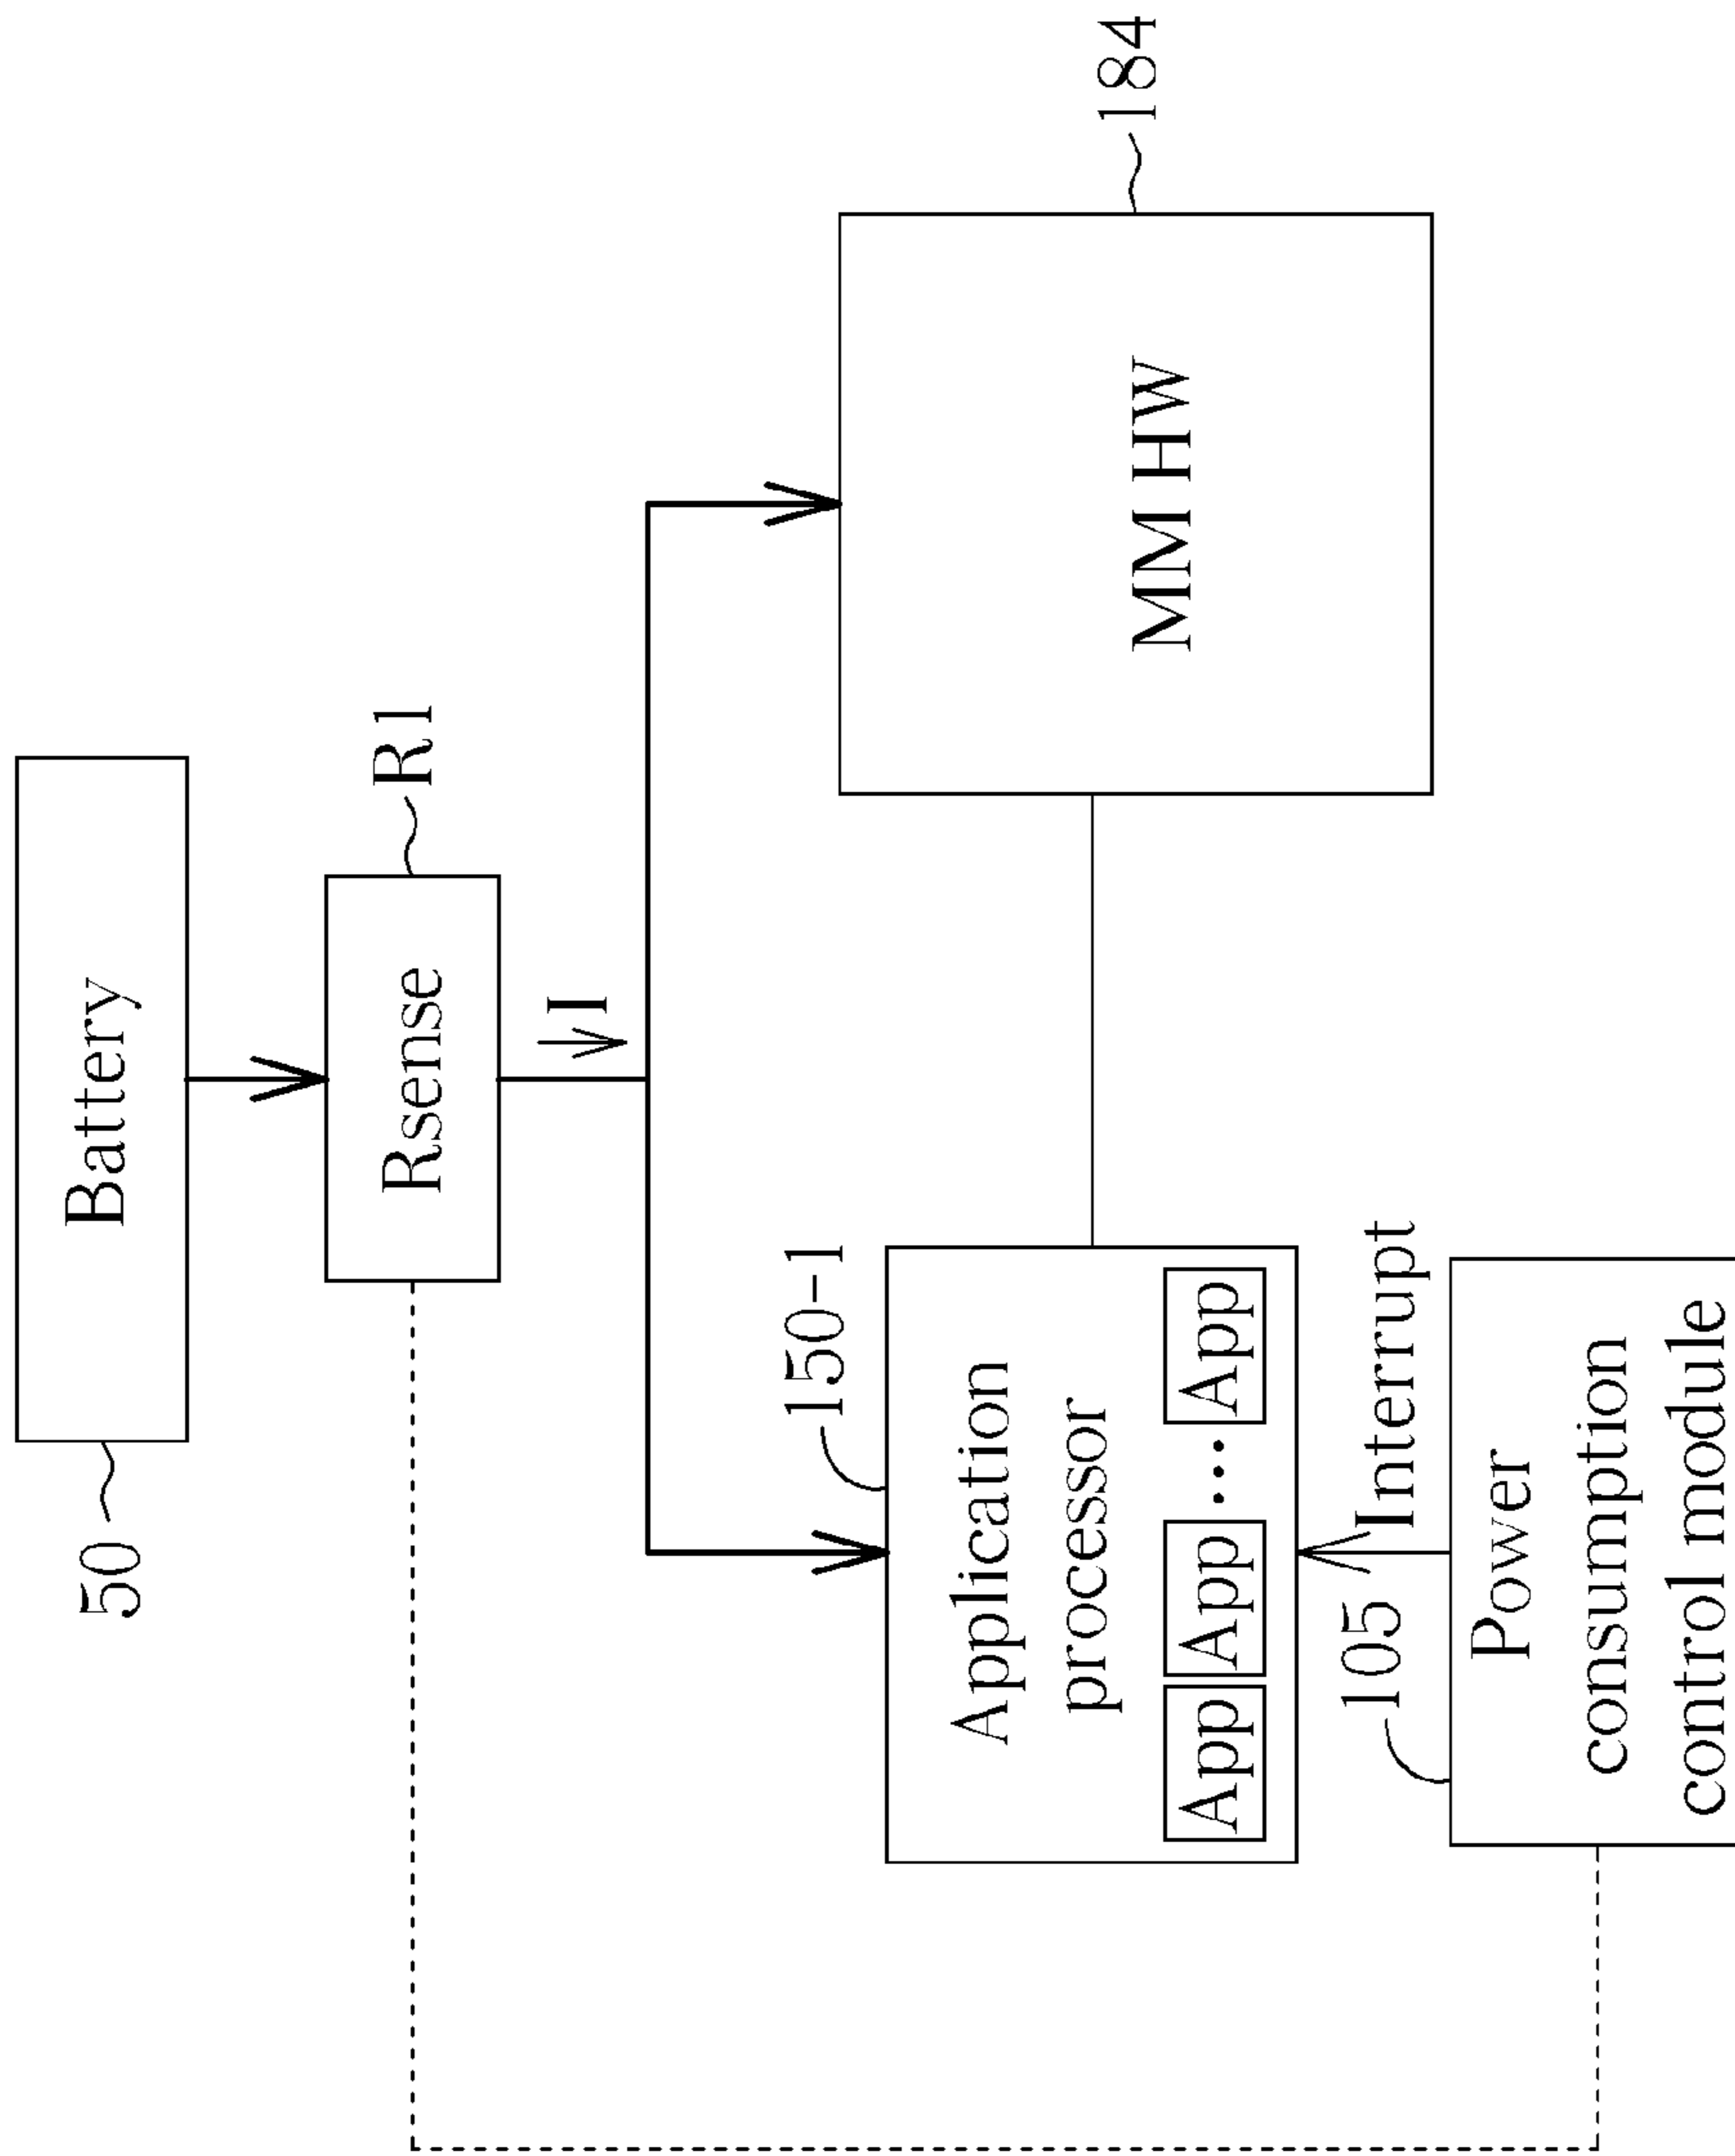 50
Battery
Rsense
R1
I
150-1
Application
processor
App App ... App
MM HW
184
105
Interrupt
Power
consumption
control module